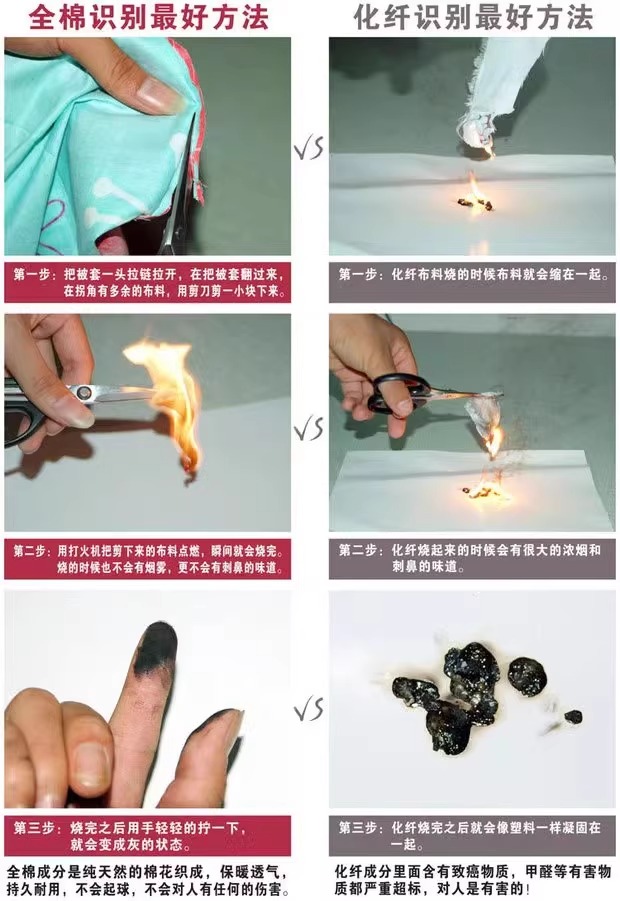 全棉识别最好方法
化纤识别最好方法
VS
第一步：把被套一头拉链拉开，在把被套翻过来，
在拐角有多余的布料，用剪刀剪一小块下来。
第一步：化纤布料烧的时候布料就会缩在一起。
VS
第二步：用打火机把剪下来的布料点燃，瞬间就会烧完。
烧的时候也不会有烟雾，更不会有刺鼻的味道。
第二步：化纤烧起来的时候会有很大的浓烟和
刺鼻的味道。
VS
第三步：烧完之后用手轻轻的拧一下，
就会变成灰的状态。
第三步：化纤烧完之后就会像塑料一样凝固在
一起。
全棉成分是纯天然的棉花织成，保暖透气，
持久耐用，不会起球，不会对人有任何的伤害。
化纤成分里面含有致癌物质，甲醛等有害物
质都严重超标，对人是有害的！